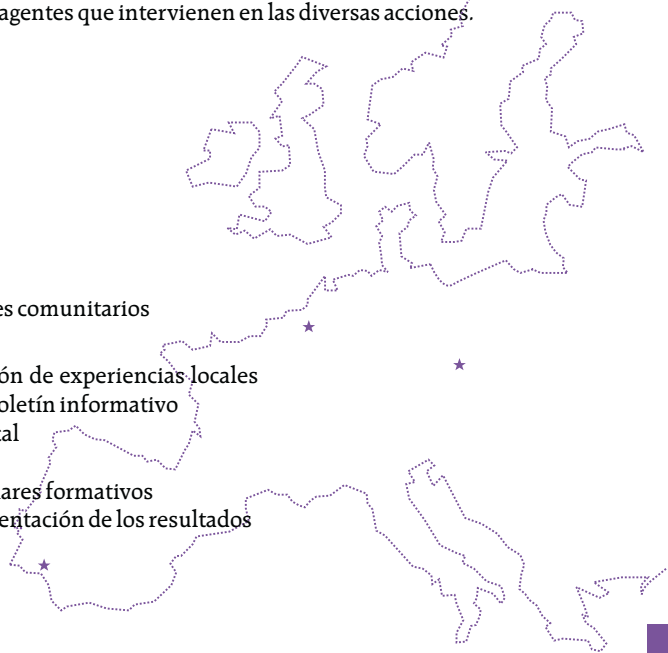 agentes que intervienen en las diversas acciones.
es comunitarios
ón de experiencias locales
oletín informativo
tal
ares formativos
entación de los resultados